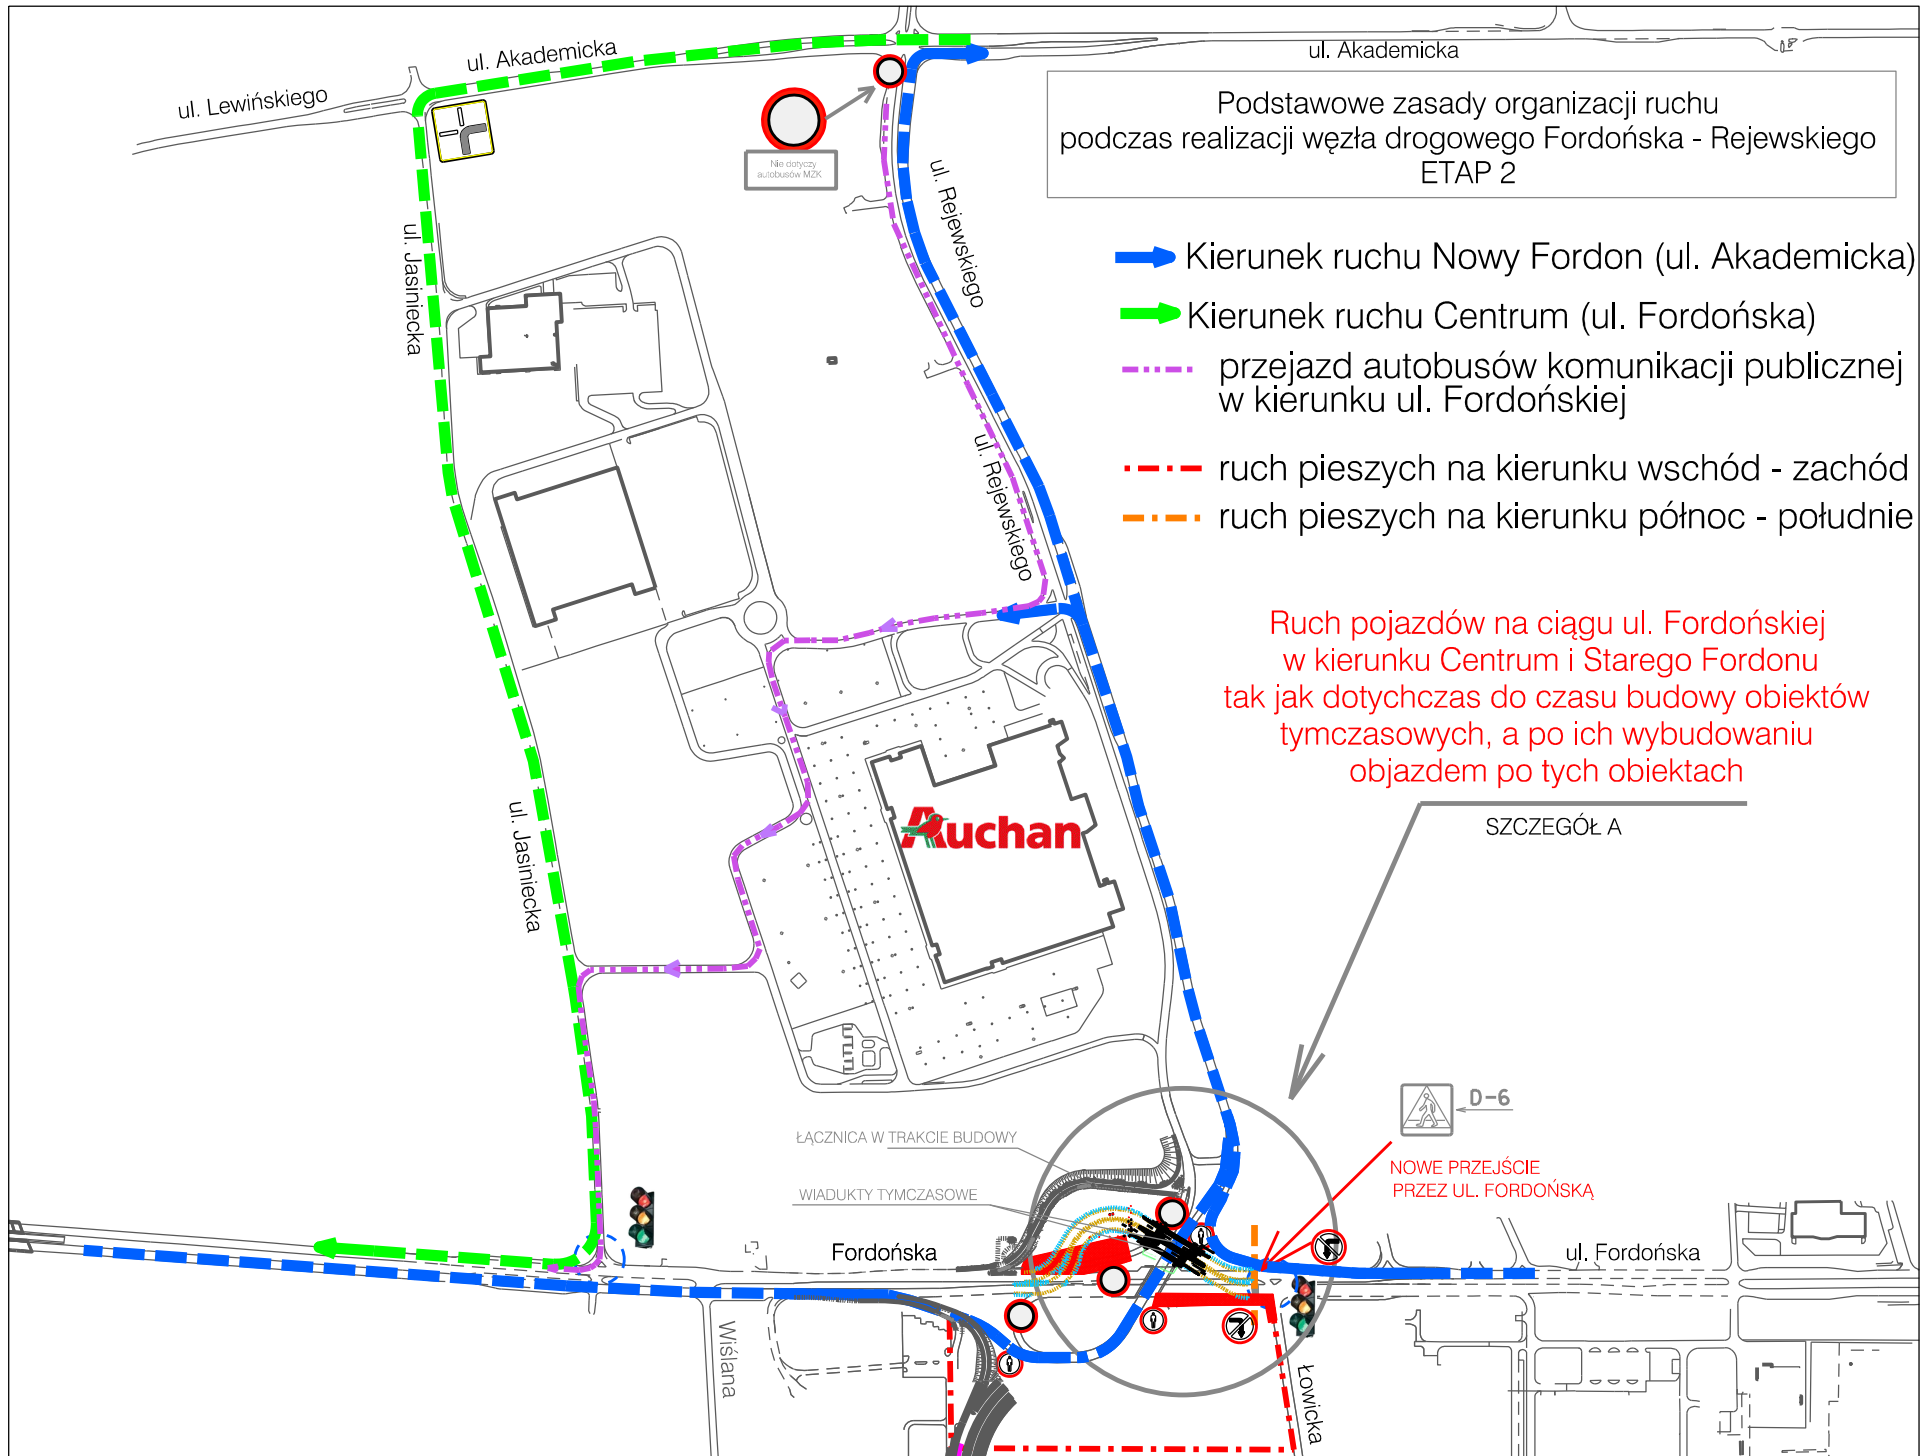 ul. Akademicka
ul. Akademicka
ul. Lewińskiego
Podstawowe zasady organizacji ruchu
podczas realizacji węzła drogowego Fordońska - Rejewskiego
ETAP 2
Nie dotyczy
autobusów MZK
ul. Rejewskiego
ul. Jasiniecka
Kierunek ruchu Nowy Fordon (ul. Akademicka)
Kierunek ruchu Centrum (ul. Fordońska)
przejazd autobusów komunikacji publicznej
w kierunku ul. Fordońskiej
ruch pieszych na kierunku wschód - zachód
ruch pieszych na kierunku północ - południe
ul. Rejewskiego
Ruch pojazdów na ciągu ul. Fordońskiej
w kierunku Centrum i Starego Fordonu
tak jak dotychczas do czasu budowy obiektów
tymczasowych, a po ich wybudowaniu
objazdem po tych obiektach
SZCZEGÓŁ A
Auchan
ul. Jasiniecka
D-6
ŁĄCZNICA W TRAKCIE BUDOWY
NOWE PRZEJŚCIE
PRZEZ UL. FORDOŃSKĄ
WIADUKTY TYMCZASOWE
Fordońska
ul. Fordońska
Wiślana
Łowicka